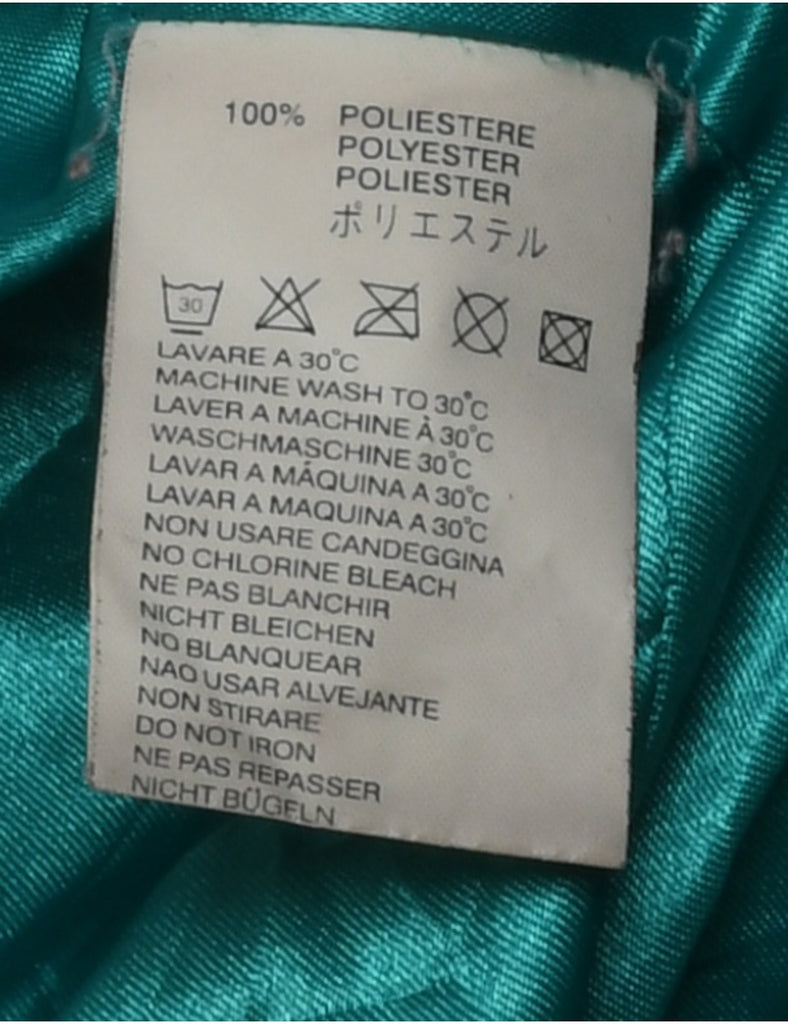 100% POLIESTERE
POLYESTER
POLIESTER
ポリエステル
30
LAVARE A 30°C
MACHINE WASH TO 30°C
LAVER A MACHINE À 30°C
WASCHMASCHINE 30°C
LAVAR A MÁQUINA A 30°C
LAVAR A MAQUINA A 30°C
NON USARE CANDEGGINA
NO CHLORINE BLEACH
NE PAS BLANCHIR
NICHT BLEICHEN
NO BLANQUEAR
NAO USAR ALVEJANTE
NON STIRARE
DO NOT IRON
NE PAS REPASSER
NICHT BÜGELN